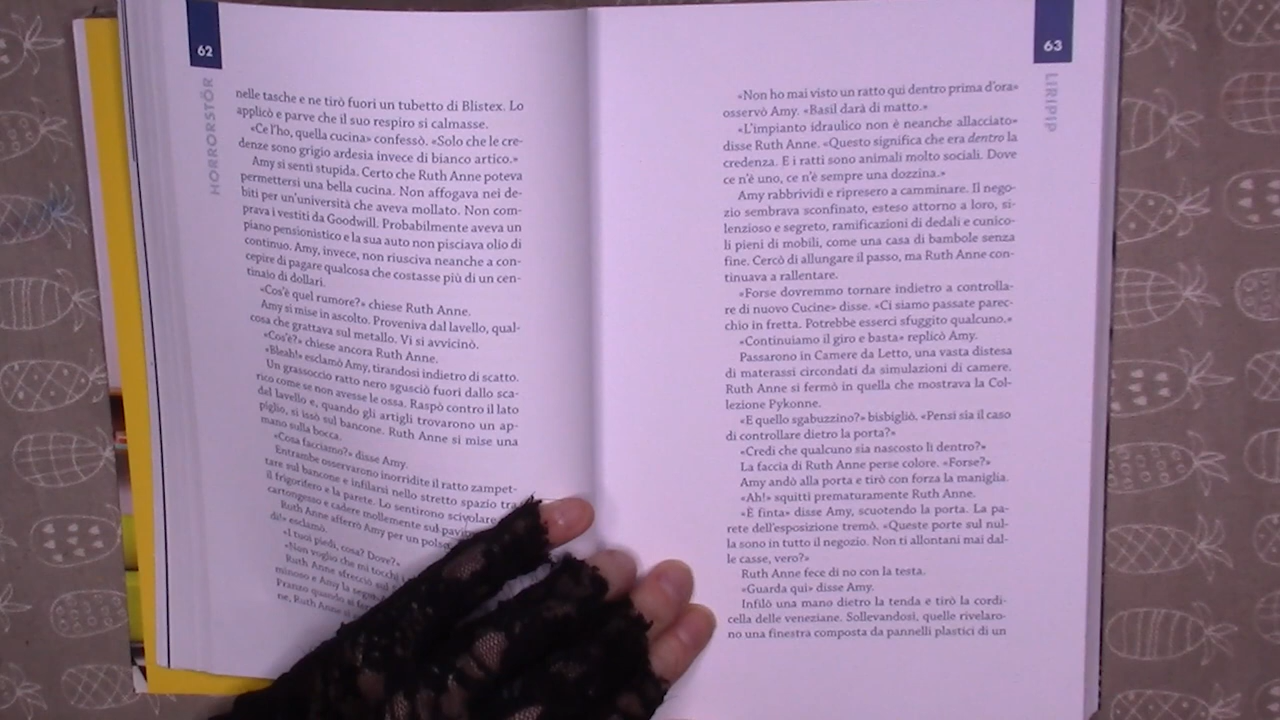 62
HORRORSTÖR
nelle tasche e ne tirò fuori un tubetto di Blistex. Lo
applicò e parve che il suo respiro si calmasse.
«Ce l'ho, quella cucina» confessò. «Solo che le cre-
denze sono grigio ardesia invece di bianco artico.»
Amy si sentì stupida. Certo che Ruth Anne poteva
permettersi una bella cucina. Non affogava nei de-
biti per un'università che aveva mollato. Non com-
prava i vestiti da Goodwill. Probabilmente aveva un
piano pensionistico e la sua auto non pisciava olio di
continuo. Amy, invece, non riusciva neanche a con-
cepire di pagare qualcosa che costasse più di un cen-
tinaio di dollari.
«Cos'è quel rumore?» chiese Ruth Anne.
Amy si mise in ascolto. Proveniva dal lavello, qual-
cosa che grattava sul metallo. Vi si avvicinò.
«Cos'è?» chiese ancora Ruth Anne.
«Bleah!» esclamò Amy, tirandosi indietro di scatto.
Un grassoccio ratto nero sgusciò fuori dallo sca-
rico come se non avesse le ossa. Raspò contro il lato
del lavello e, quando gli artigli trovarono un ap-
piglio, si issò sul bancone. Ruth Anne si mise una
mano sulla bocca.
«Cosa facciamo?» disse Amy.
Entrambe osservarono inorridite il ratto zampet-
tare sul bancone e infilarsi nello stretto spazio tra
il frigorifero e la parete. Lo sentirono scivolare
cartongesso e cadere mollemente sul
Ruth Anne afferrò Amy per un
di!» esclamò.
«I tuoi piedi, cosa? Dove?»
«Non voglio che mi tocchi
Ruth Anne sfrecciò
minoso e Amy la
Pranzo quando si
ne, Ruth Anne si
63
LIRIPIP
«Non ho mai visto un ratto qui dentro prima d'ora»
osservò Amy. «Basil darà di matto.»
«L'impianto idraulico non è neanche allacciato»
disse Ruth Anne. «Questo significa che era dentro la
credenza. E i ratti sono animali molto sociali. Dove
ce n'è uno, ce n'è sempre una dozzina.»
Amy rabbrividì e ripresero a camminare. Il nego-
zio sembrava sconfinato, esteso attorno a loro, si-
lenzioso e segreto, ramificazioni di dedali e cunico-
li pieni di mobili, come una casa di bambole senza
fine. Cercò di allungare il passo, ma Ruth Anne con-
tinuava a rallentare.
«Forse dovremmo tornare indietro a controlla-
re di nuovo Cucine» disse. «Ci siamo passate parec-
chio in fretta. Potrebbe esserci sfuggito qualcuno.»
«Continuiamo il giro e basta» replicò Amy.
Passarono in Camere da Letto, una vasta distesa
di materassi circondati da simulazioni di camere.
Ruth Anne si fermò in quella che mostrava la Col-
lezione Pykonne.
«E quello sgabuzzino?» bisbigliò. «Pensi sia il caso
di controllare dietro la porta?»
«Credi che qualcuno sia nascosto lì dentro?»
La faccia di Ruth Anne perse colore. «Forse?»
Amy andò alla porta e tirò con forza la maniglia.
«Ah!» squittì prematuramente Ruth Anne.
«È finta» disse Amy, scuotendo la porta. La pa-
rete dell'esposizione tremò. «Queste porte sul nul-
la sono in tutto il negozio. Non ti allontani mai dal-
le casse, vero?»
Ruth Anne fece di no con la testa.
«Guarda qui» disse Amy.
Infilò una mano dietro la tenda e tirò la cordi-
cella delle veneziane. Sollevandosi, quelle rivelaro-
no una finestra composta da pannelli plastici di un